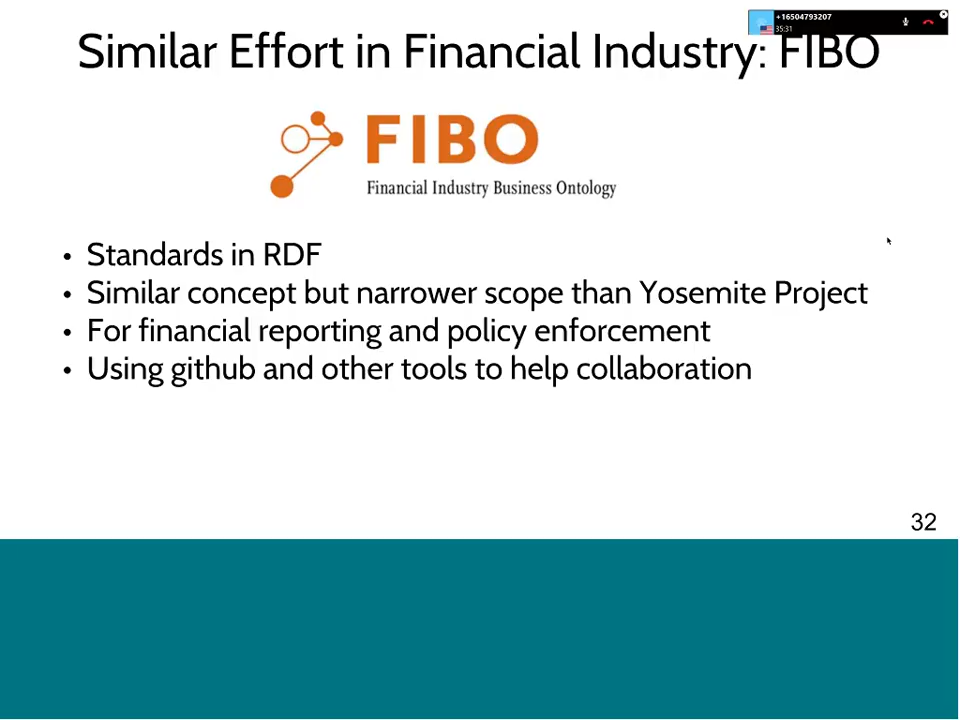 +16504793207
35:31
Similar Effort in Financial Industry: FIBO
FIBO
Financial Industry Business Ontology
• Standards in RDF
• Similar concept but narrower scope than Yosemite Project
• For financial reporting and policy enforcement
• Using github and other tools to help collaboration
32